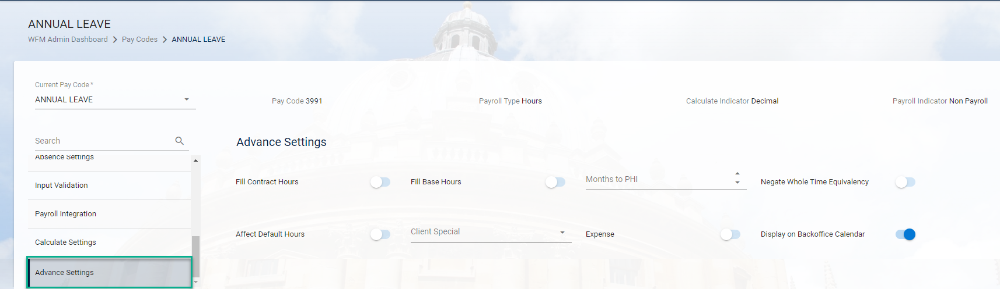 ANNUAL LEAVE
WFM Admin Dashboard > Pay Codes > ANNUAL LEAVE
Current Pay Code *
ANNUAL LEAVE
Pay Code 3991
Payroll Type Hours
Calculate Indicator Decimal
Payroll Indicator Non Payroll
Search
Absence Settings
Input Validation
Payroll Integration
Calculate Settings
Advance Settings
Advance Settings
Fill Contract Hours
Fill Base Hours
Months to PHI
Negate Whole Time Equivalency
Affect Default Hours
Client Special
Expense
Display on Backoffice Calendar